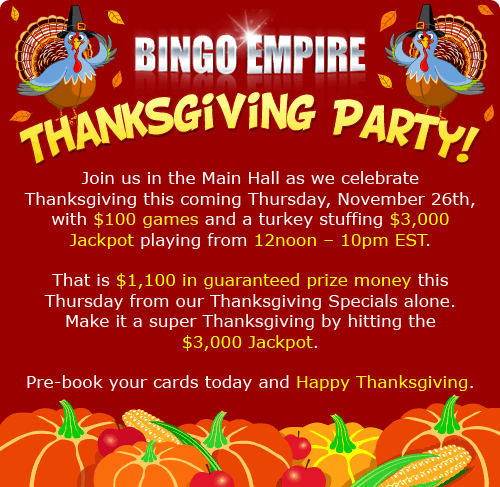 BINGO EMPIRE
THANKSGIVING PARTY!
Join us in the Main Hall as we celebrate
Thanksgiving this coming Thursday, November 26th,
with $100 games and a turkey stuffing $3,000
Jackpot playing from 12noon – 10pm EST.
That is $1,100 in guaranteed prize money this
Thursday from our Thanksgiving Specials alone.
Make it a super Thanksgiving by hitting the
$3,000 Jackpot.
Pre-book your cards today and Happy Thanksgiving.